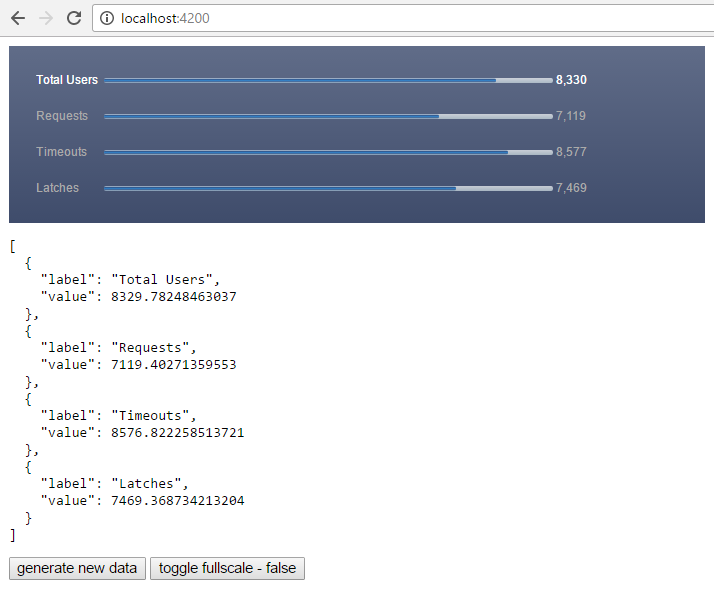 localhost:4200
Total Users 8,330
Requests 7,119
Timeouts 8,577
Latches 7,469
[
  {
    "label": "Total Users",
    "value": 8329.78248463037
  },
  {
    "label": "Requests",
    "value": 7119.40271359553
  },
  {
    "label": "Timeouts",
    "value": 8576.822258513721
  },
  {
    "label": "Latches",
    "value": 7469.368734213204
  }
]
generate new data toggle fullscale - false